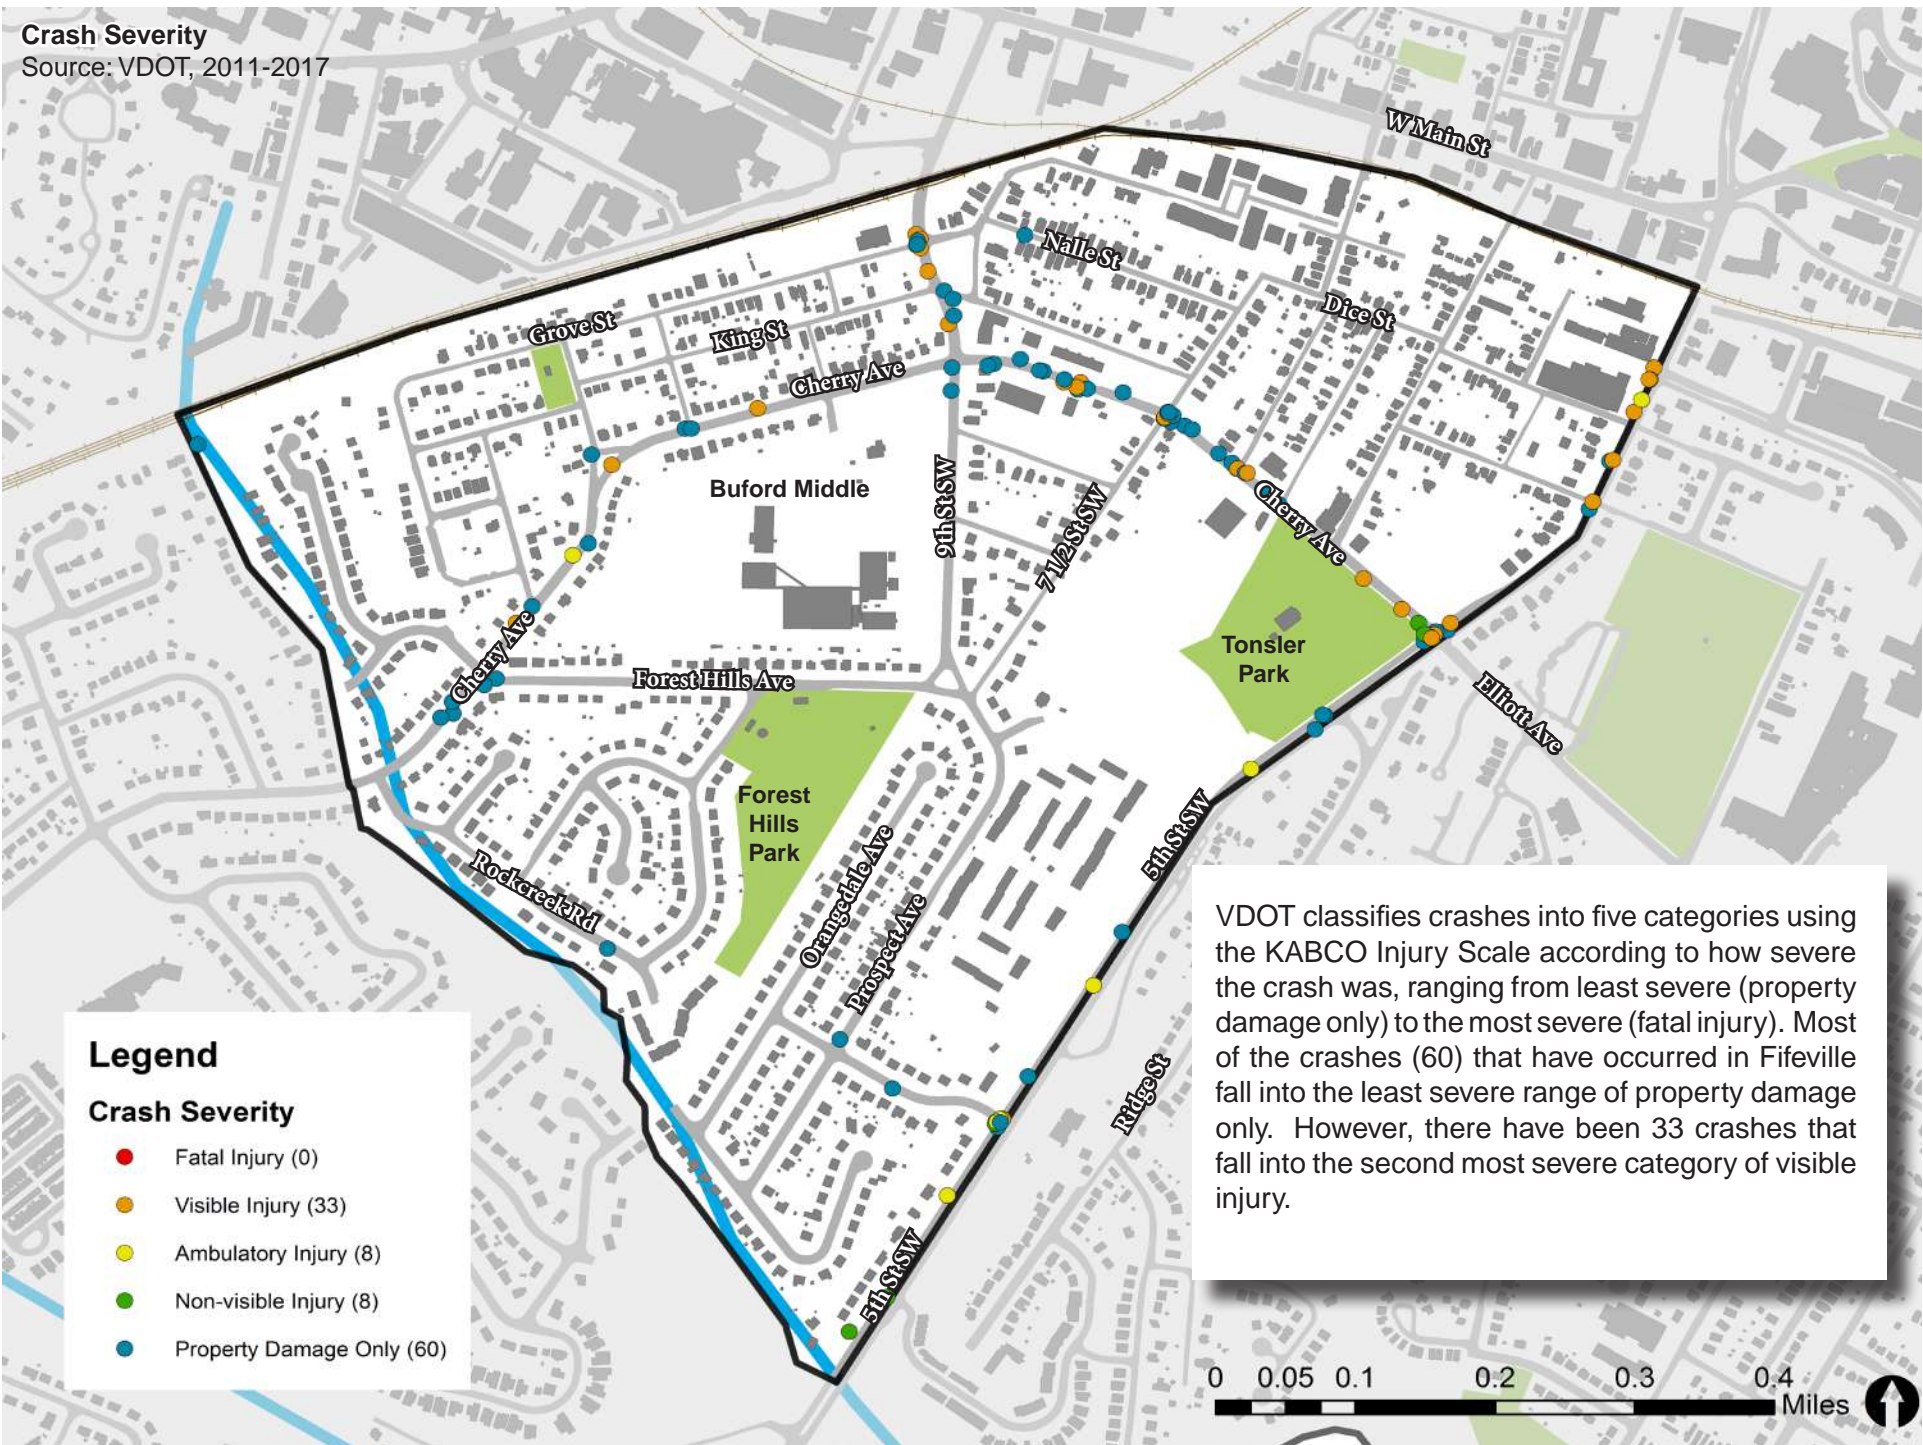 Crash Severity
Source: VDOT, 2011-2017
W Main St
Nalle St
Dice St
Grove St
King St
Cherry Ave
Buford Middle
9th St SW
7 1/2 St SW
Cherry Ave
Tonsler
Park
Cherry Ave
Forest Hills Ave
Elliott Ave
Forest
Hills
Park
5th St SW
Rockcreek Rd
Orangedale Ave
Prospect Ave
Ridge St
5th St SW
VDOT classifies crashes into five categories using
the KABCO Injury Scale according to how severe
the crash was, ranging from least severe (property
damage only) to the most severe (fatal injury). Most
of the crashes (60) that have occurred in Fifeville
fall into the least severe range of property damage
only. However, there have been 33 crashes that
fall into the second most severe category of visible
injury.
Legend
Crash Severity
Fatal Injury (0)
Visible Injury (33)
Ambulatory Injury (8)
Non-visible Injury (8)
Property Damage Only (60)
0 0.05 0.1 0.2 0.3 0.4
Miles